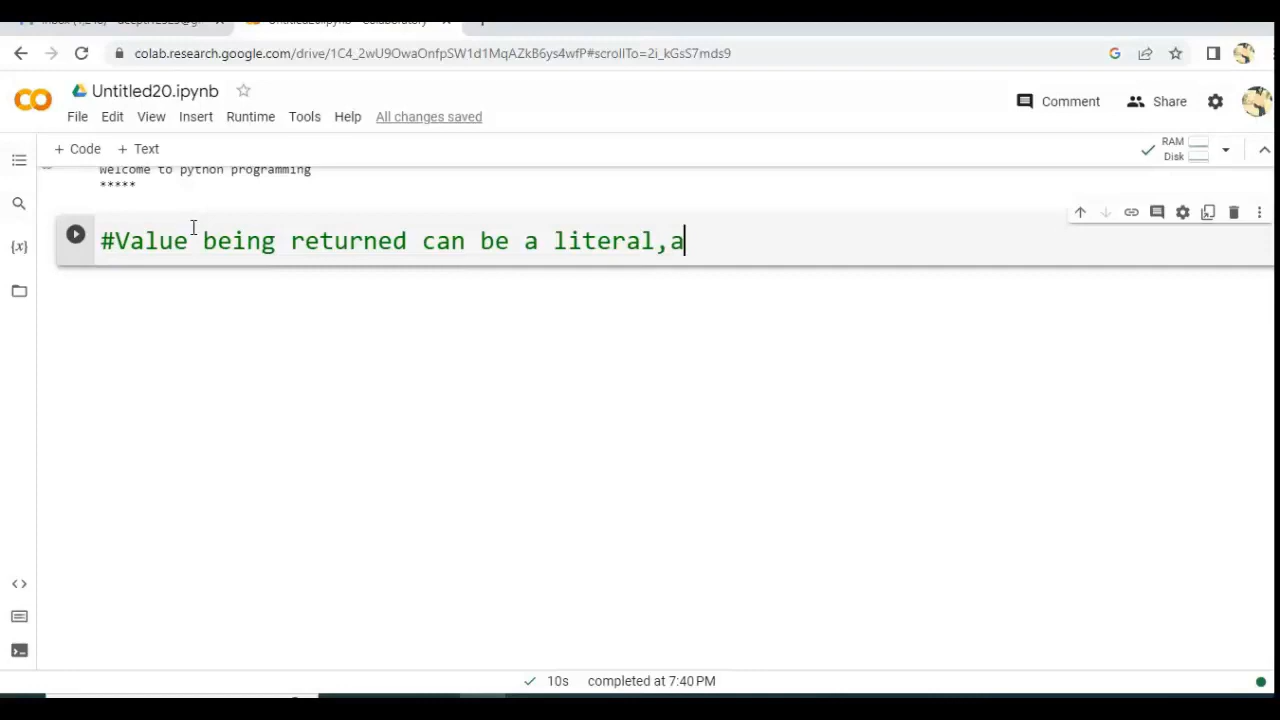 colab.research.google.com/drive/1C4_2wU9OwaOnfpSW1d1MqAZkB6ys4wfP#scrollTo=2i_kGsS7mds9
Untitled20.ipynb
File Edit View Insert Runtime Tools Help All changes saved
Comment Share
+ Code + Text
RAM
Disk
Welcome to python programming
*****
#Value being returned can be a literal,a
{x}
10s completed at 7:40 PM